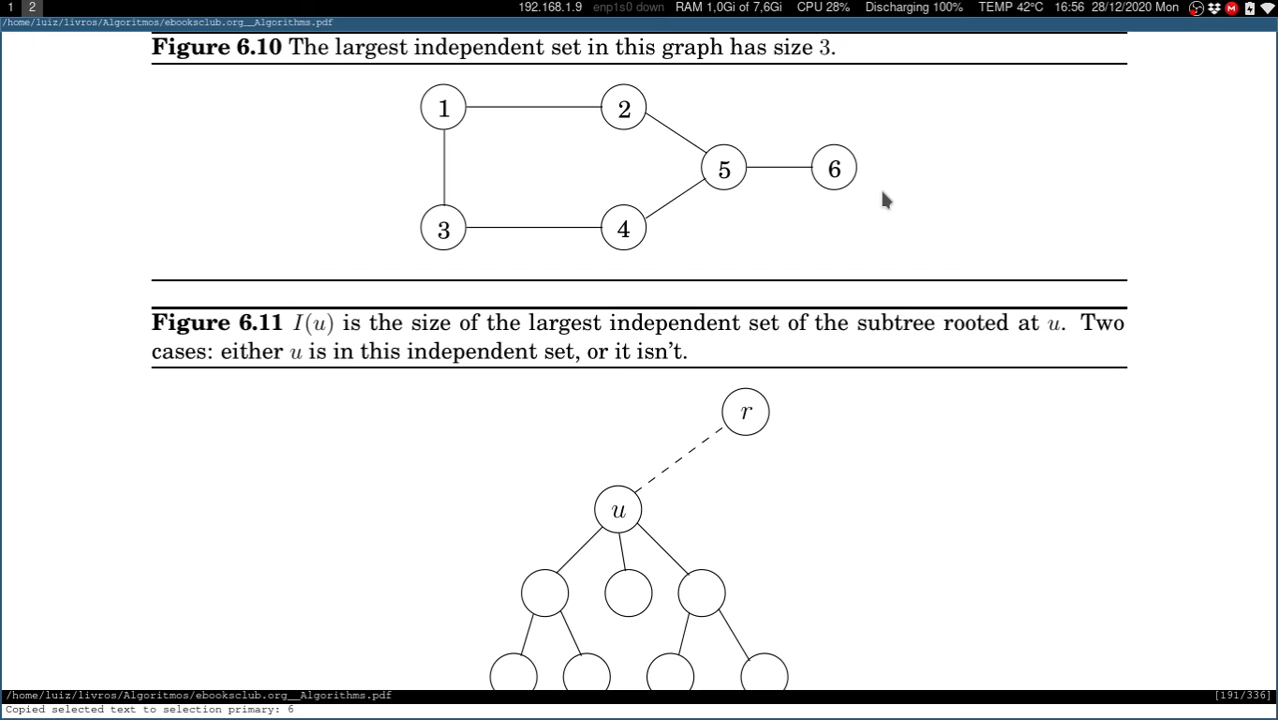 1 2 192.168.1.9 enp1s0 down RAM 1,0Gi of 7,6Gi CPU 28% Discharging 100% TEMP 42°C 16:56 28/12/2020 Mon
/home/luiz/livros/Algoritmos/ebooksclub.org__Algorithms.pdf
Figure 6.10 The largest independent set in this graph has size 3.
1 2
5 6
3 4
Figure 6.11 I(u) is the size of the largest independent set of the subtree rooted at u. Two
cases: either u is in this independent set, or it isn't.
r
u
/home/luiz/livros/Algoritmos/ebooksclub.org__Algorithms.pdf [191/336]
Copied selected text to selection primary: 6